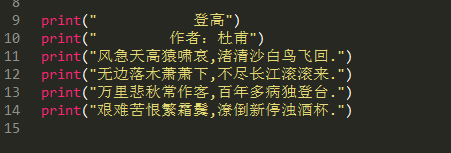 8
9 print("            登高")
10 print("         作者: 杜甫")
11 print("风急天高猿啸哀,渚清沙白鸟飞回.")
12 print("无边落木萧萧下,不尽长江滚滚来.")
13 print("万里悲秋常作客,百年多病独登台.")
14 print("艰难苦恨繁霜鬓,潦倒新停浊酒杯.")
15